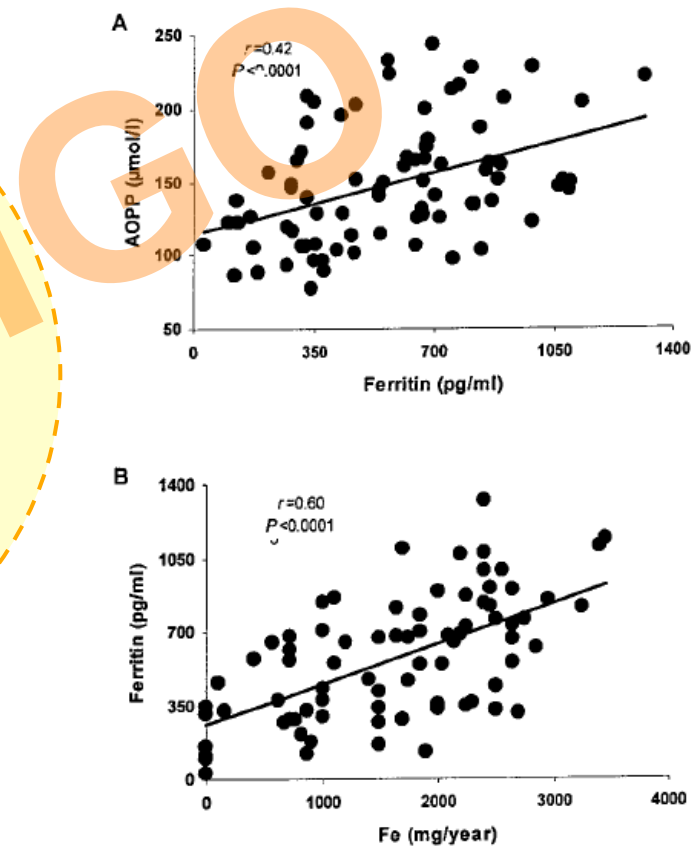 A
250
200
150
100
50
r=0.42
P<0.0001
AOPP (µmol/l)
0 350 700 1050 1400
Ferritin (pg/ml)
B
1400
1050
700
350
0
r=0.60
P<0.0001
Ferritin (pg/ml)
0 1000 2000 3000 4000
Fe (mg/year)
GO